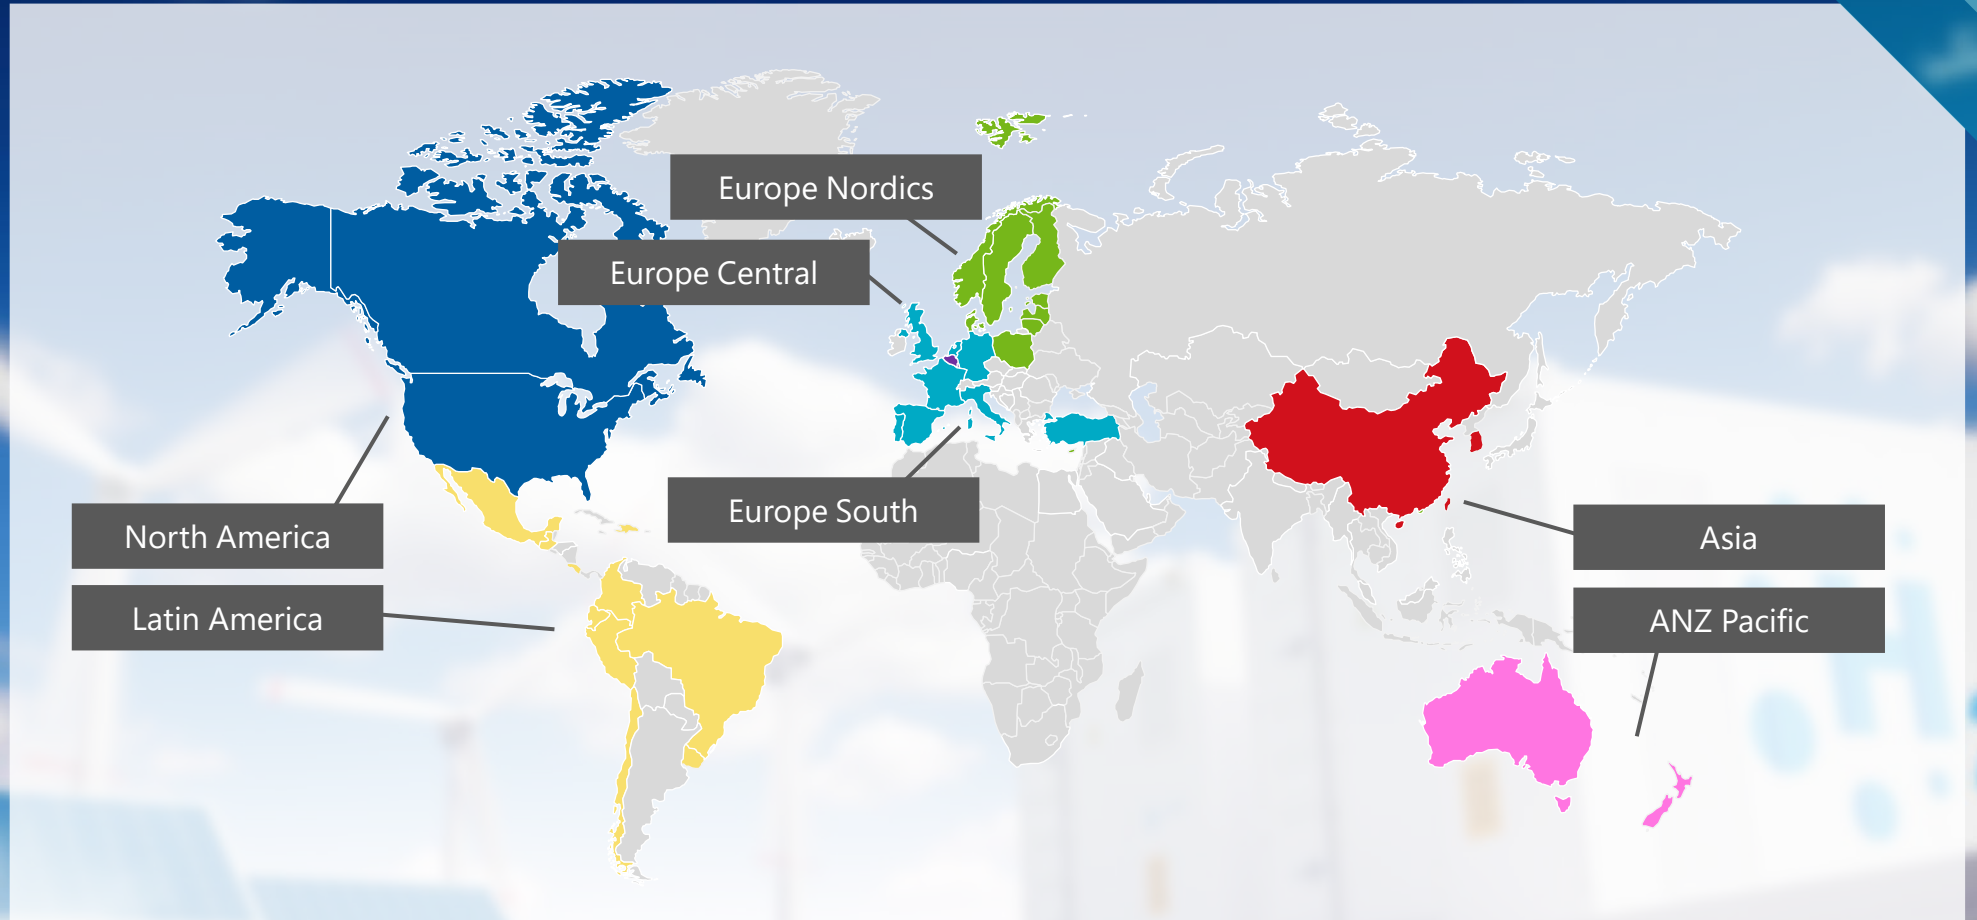 Europe Nordics
Europe Central
Europe South
North America
Latin America
Asia
ANZ Pacific